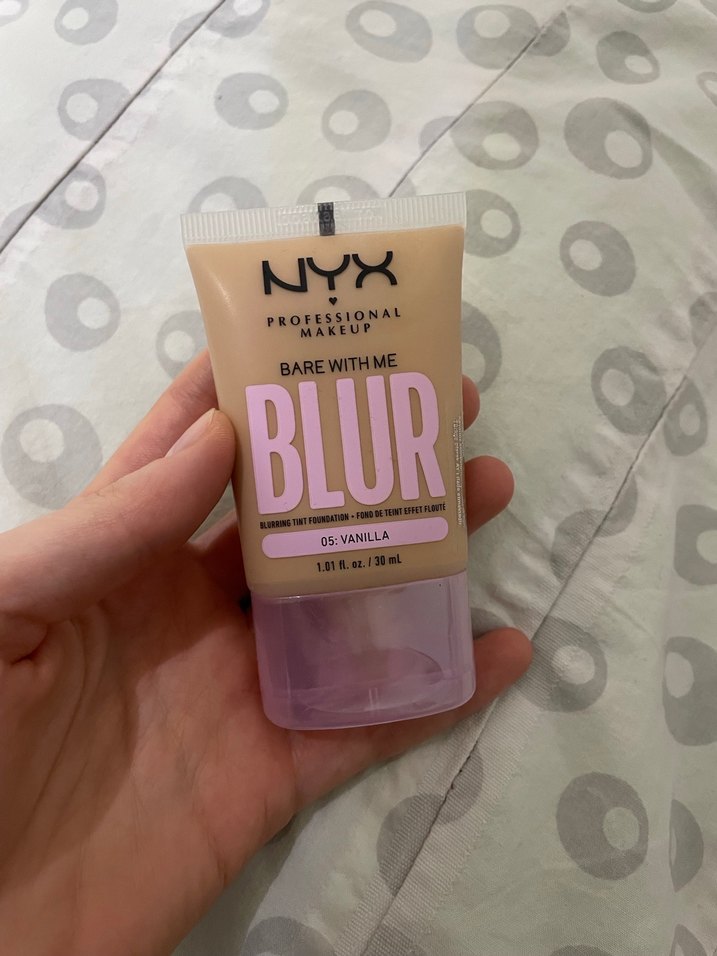 NYX
PROFESSIONAL
MAKEUP
BARE WITH ME
BLUR
BLURRING TINT FOUNDATION • FOND DE TEINT EFFET FLOUTÉ
05: VANILLA
1.01 fl. oz. / 30 mL